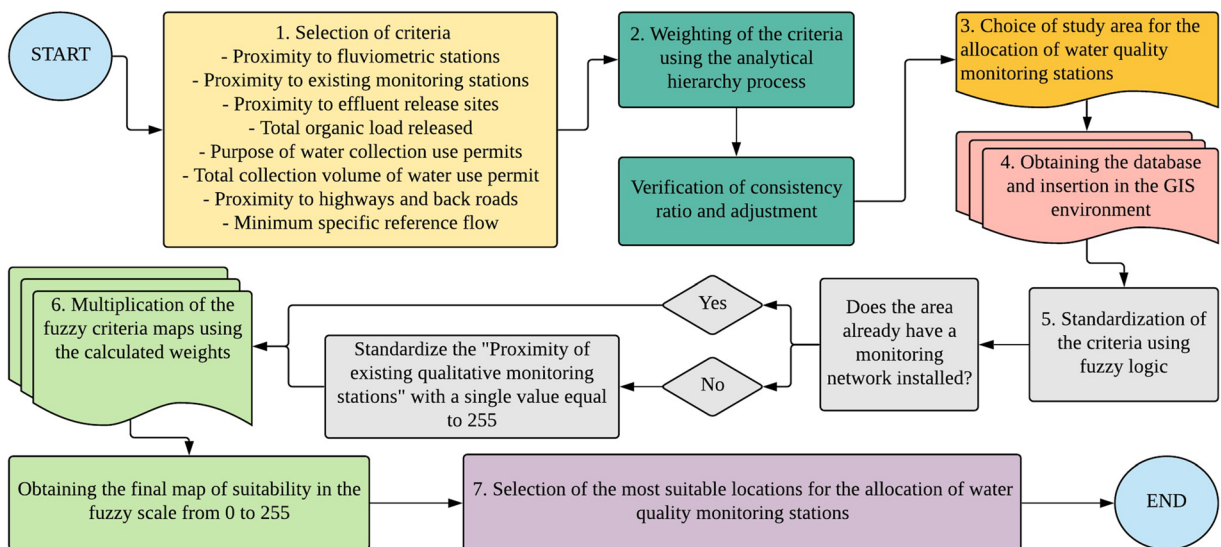 START
1. Selection of criteria
- Proximity to fluviometric stations
- Proximity to existing monitoring stations
- Proximity to effluent release sites
- Total organic load released
- Purpose of water collection use permits
- Total collection volume of water use permit
- Proximity to highways and back roads
- Minimum specific reference flow
2. Weighting of the criteria
using the analytical
hierarchy process
Verification of consistency
ratio and adjustment
3. Choice of study area for the
allocation of water quality
monitoring stations
4. Obtaining the database
and insertion in the GIS
environment
5. Standardization of
the criteria using
fuzzy logic
Does the area
already have a
monitoring
network installed?
Yes
No
Standardize the "Proximity of
existing qualitative monitoring
stations" with a single value equal
to 255
6. Multiplication of the
fuzzy criteria maps using
the calculated weights
Obtaining the final map of suitability in the
fuzzy scale from 0 to 255
7. Selection of the most suitable locations for the allocation of water
quality monitoring stations
END